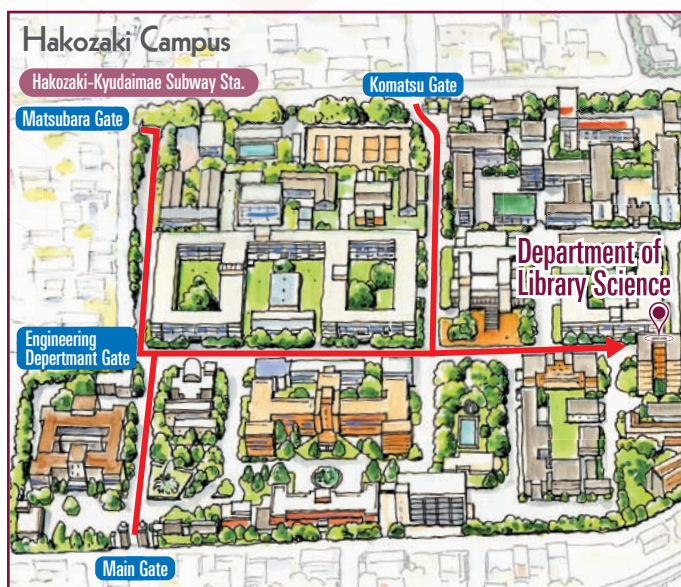 Hakozaki Campus
Hakozaki-Kyudaimae Subway Sta.
Matsubara Gate
Komatsu Gate
Department of
Library Science
Engineering
Depertmant Gate
Main Gate